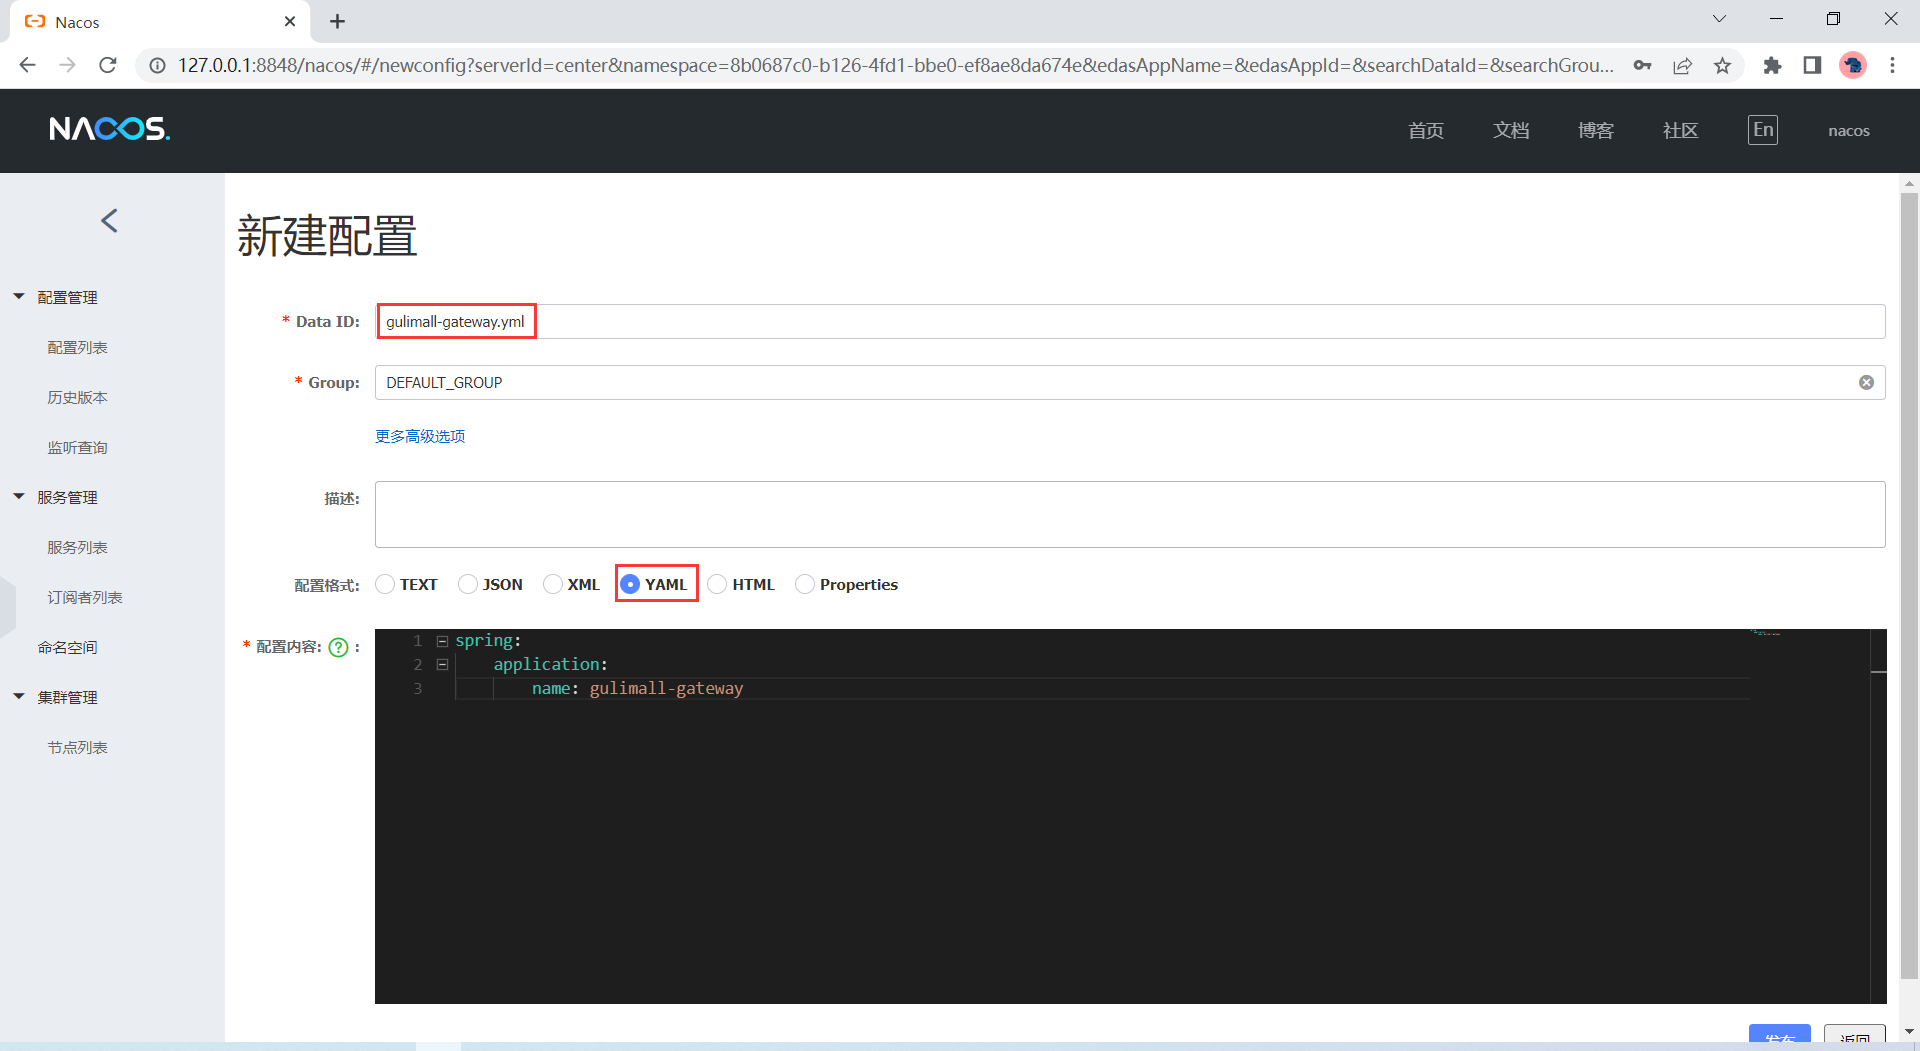 Nacos
127.0.0.1:8848/nacos/#/newconfig?serverId=center&namespace=8b0687c0-b126-4fd1-bbe0-ef8ae8da674e&edasAppName=&edasAppId=&searchDataId=&searchGrou...
NACOS.
首页
文档
博客
社区
En
nacos
新建配置
配置管理
配置列表
历史版本
监听查询
服务管理
服务列表
订阅者列表
命名空间
集群管理
节点列表
* Data ID: gulimall-gateway.yml
* Group: DEFAULT_GROUP
更多高级选项
描述:
配置格式: TEXT JSON XML YAML HTML Properties
* 配置内容: ? :
1 spring:
2 application:
3 name: gulimall-gateway
发布
返回